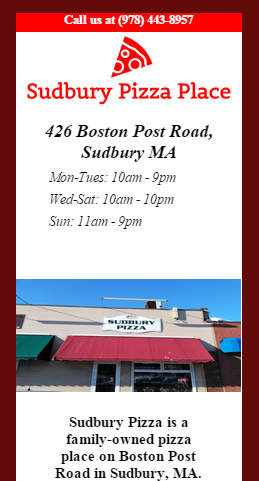 Call us at (978) 443-8957
Sudbury Pizza Place
426 Boston Post Road,
Sudbury MA
Mon-Tues: 10am - 9pm
Wed-Sat: 10am - 10pm
Sun: 11am - 9pm
SUDBURY
PIZZA
Sudbury Pizza is a
family-owned pizza
place on Boston Post
Road in Sudbury, MA.